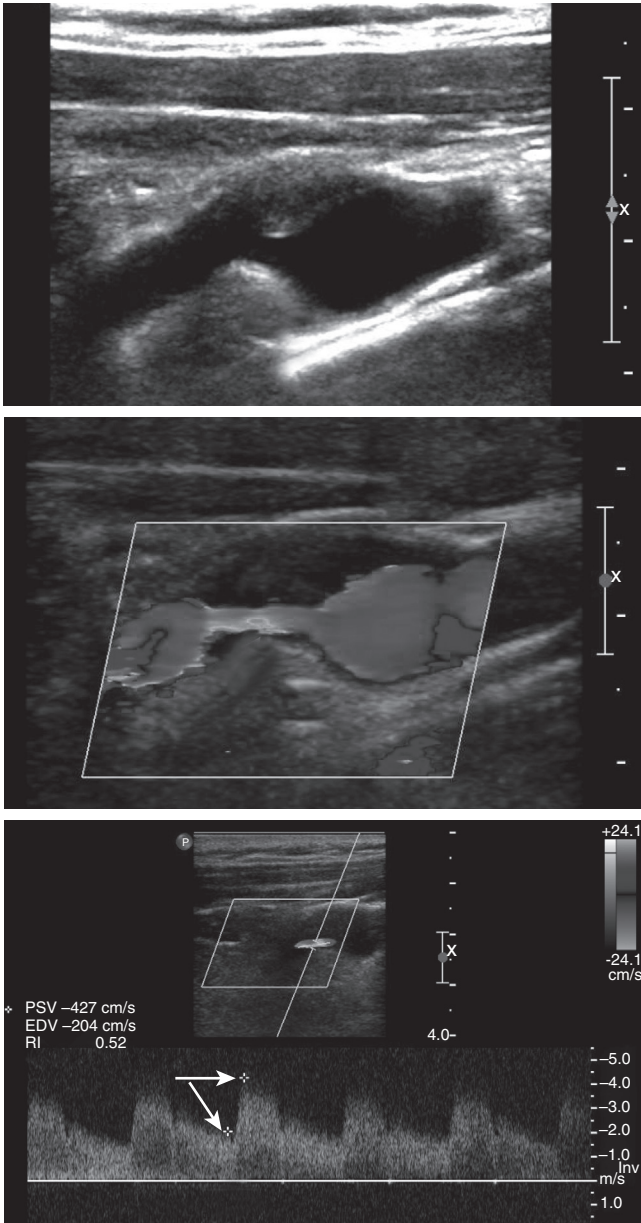 X
X
P
+24.1
-24.1
cm/s
X
PSV –427 cm/s
EDV –204 cm/s
RI 0.52
4.0-
–5.0
–4.0
–3.0
–2.0
–1.0
Inv
m/s
1.0